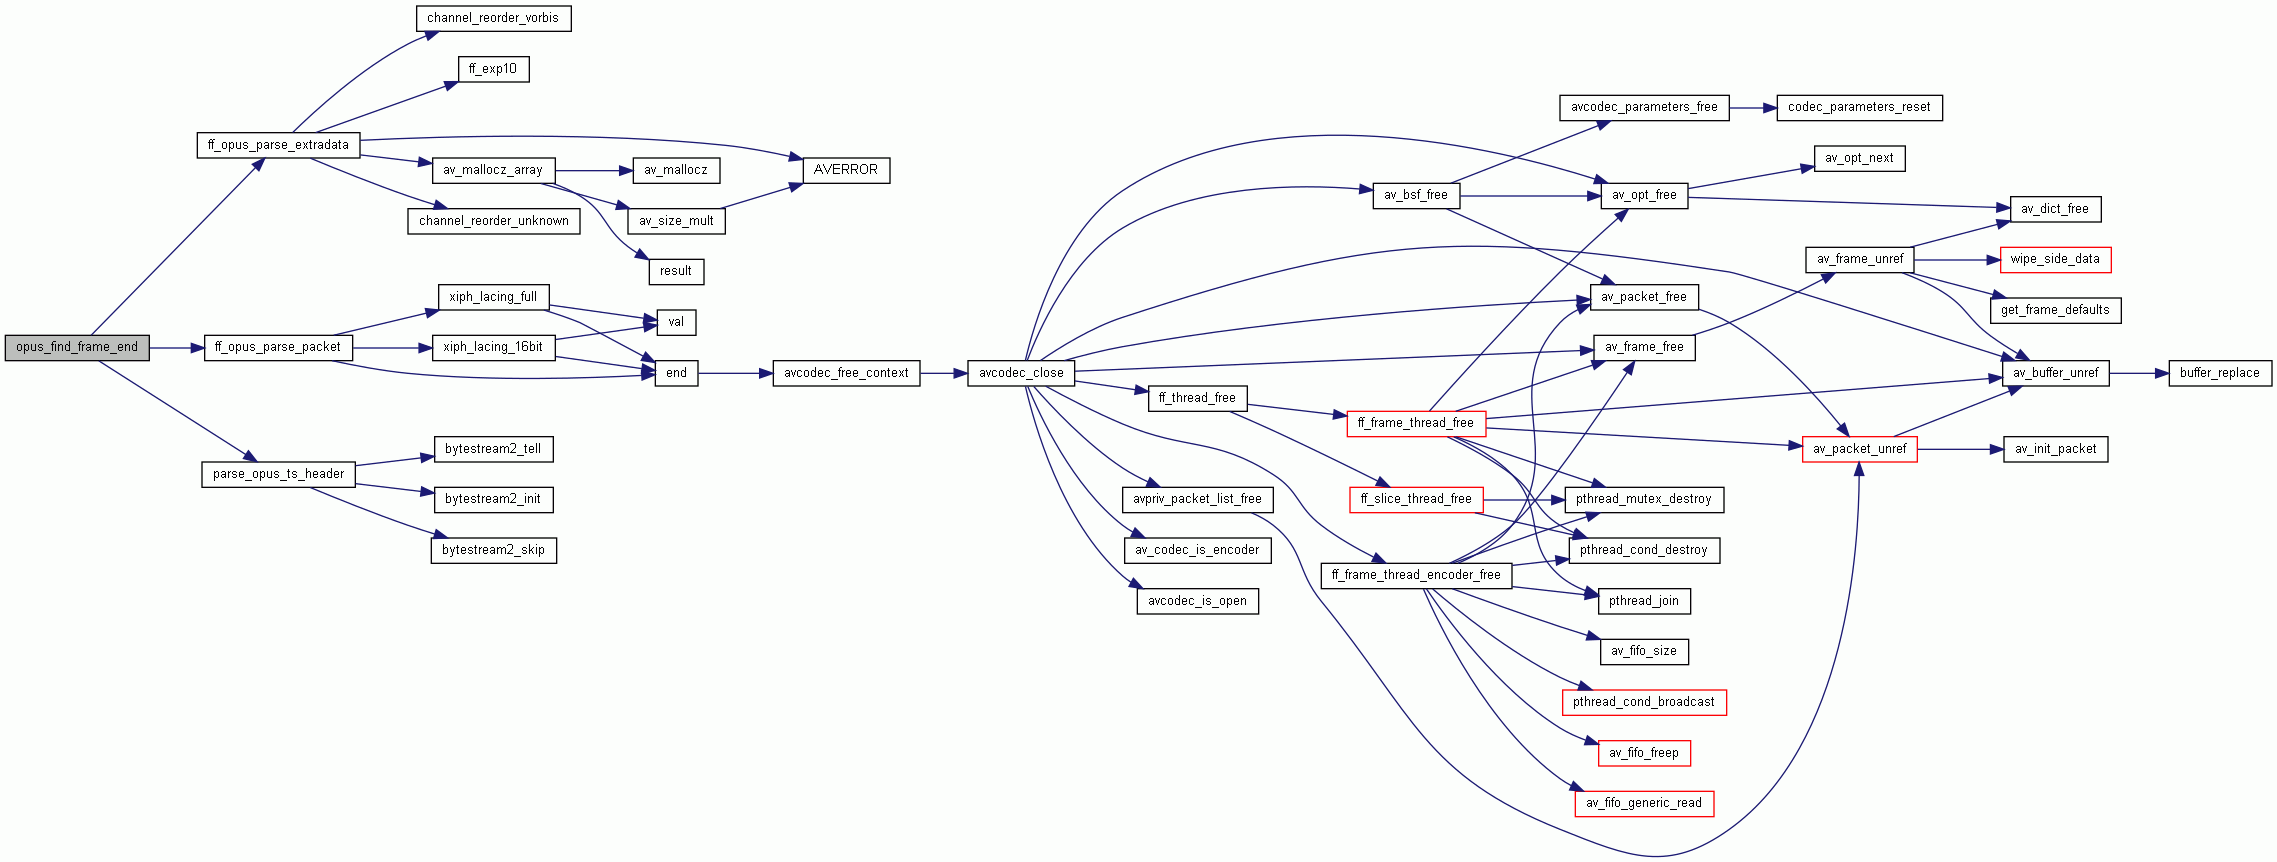 opus_find_frame_end
ff_opus_parse_extradata
ff_opus_parse_packet
parse_opus_ts_header
channel_reorder_vorbis
ff_exp10
av_mallocz_array
channel_reorder_unknown
xiph_lacing_full
xiph_lacing_16bit
bytestream2_tell
bytestream2_init
bytestream2_skip
av_mallocz
av_size_mult
result
val
end
AVERROR
avcodec_free_context
avcodec_close
ff_thread_free
avpriv_packet_list_free
av_codec_is_encoder
avcodec_is_open
av_bsf_free
ff_frame_thread_free
ff_slice_thread_free
ff_frame_thread_encoder_free
avcodec_parameters_free
av_opt_free
av_packet_free
av_frame_free
pthread_mutex_destroy
pthread_cond_destroy
pthread_join
av_fifo_size
pthread_cond_broadcast
av_fifo_freep
av_fifo_generic_read
codec_parameters_reset
av_opt_next
av_frame_unref
av_packet_unref
av_dict_free
wipe_side_data
get_frame_defaults
av_buffer_unref
av_init_packet
buffer_replace